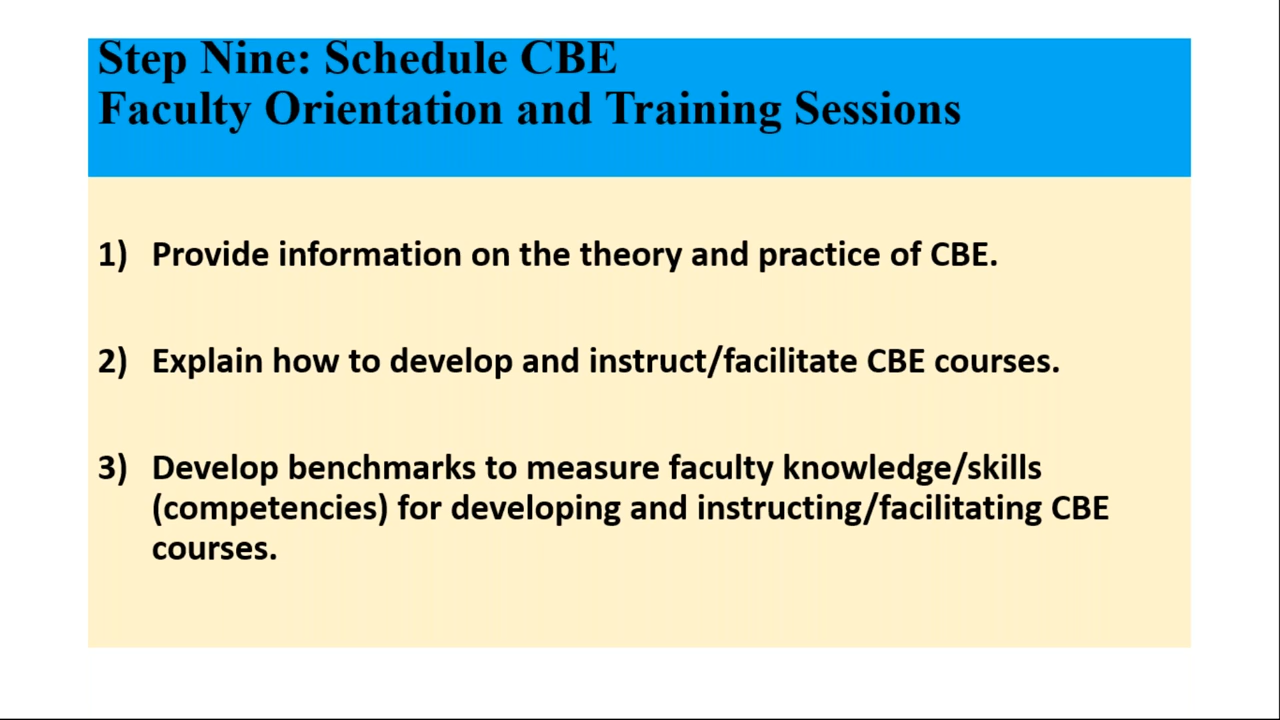 Step Nine: Schedule CBE
Faculty Orientation and Training Sessions
1) Provide information on the theory and practice of CBE.
2) Explain how to develop and instruct/facilitate CBE courses.
3) Develop benchmarks to measure faculty knowledge/skills
(competencies) for developing and instructing/facilitating CBE
courses.